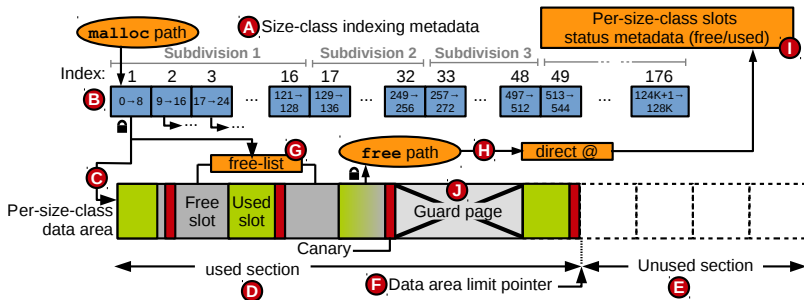 malloc path
A Size-class indexing metadata
Per-size-class slots
status metadata (free/used)
I
Subdivision 1
Subdivision 2
Subdivision 3
Index: 1 2 3 16 17 32 33 48 49 176
B
0→8
9→16
17→24
...
121→
128
129→
136
...
249→
256
257→
272
...
497→
512
513→
544
...
124K+1→
128K
... ...
G
free-list
free path
H
direct @
C
J
Per-size-class
data area
Free
slot
Used
slot
Guard page
Canary
used section
D
F Data area limit pointer
Unused section
E